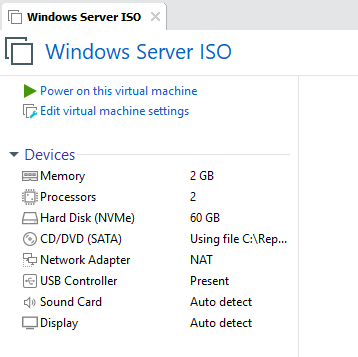 Windows Server ISO
Windows Server ISO
Power on this virtual machine
Edit virtual machine settings
Devices
Memory 2 GB
Processors 2
Hard Disk (NVMe) 60 GB
CD/DVD (SATA) Using file C:\Rep...
Network Adapter NAT
USB Controller Present
Sound Card Auto detect
Display Auto detect